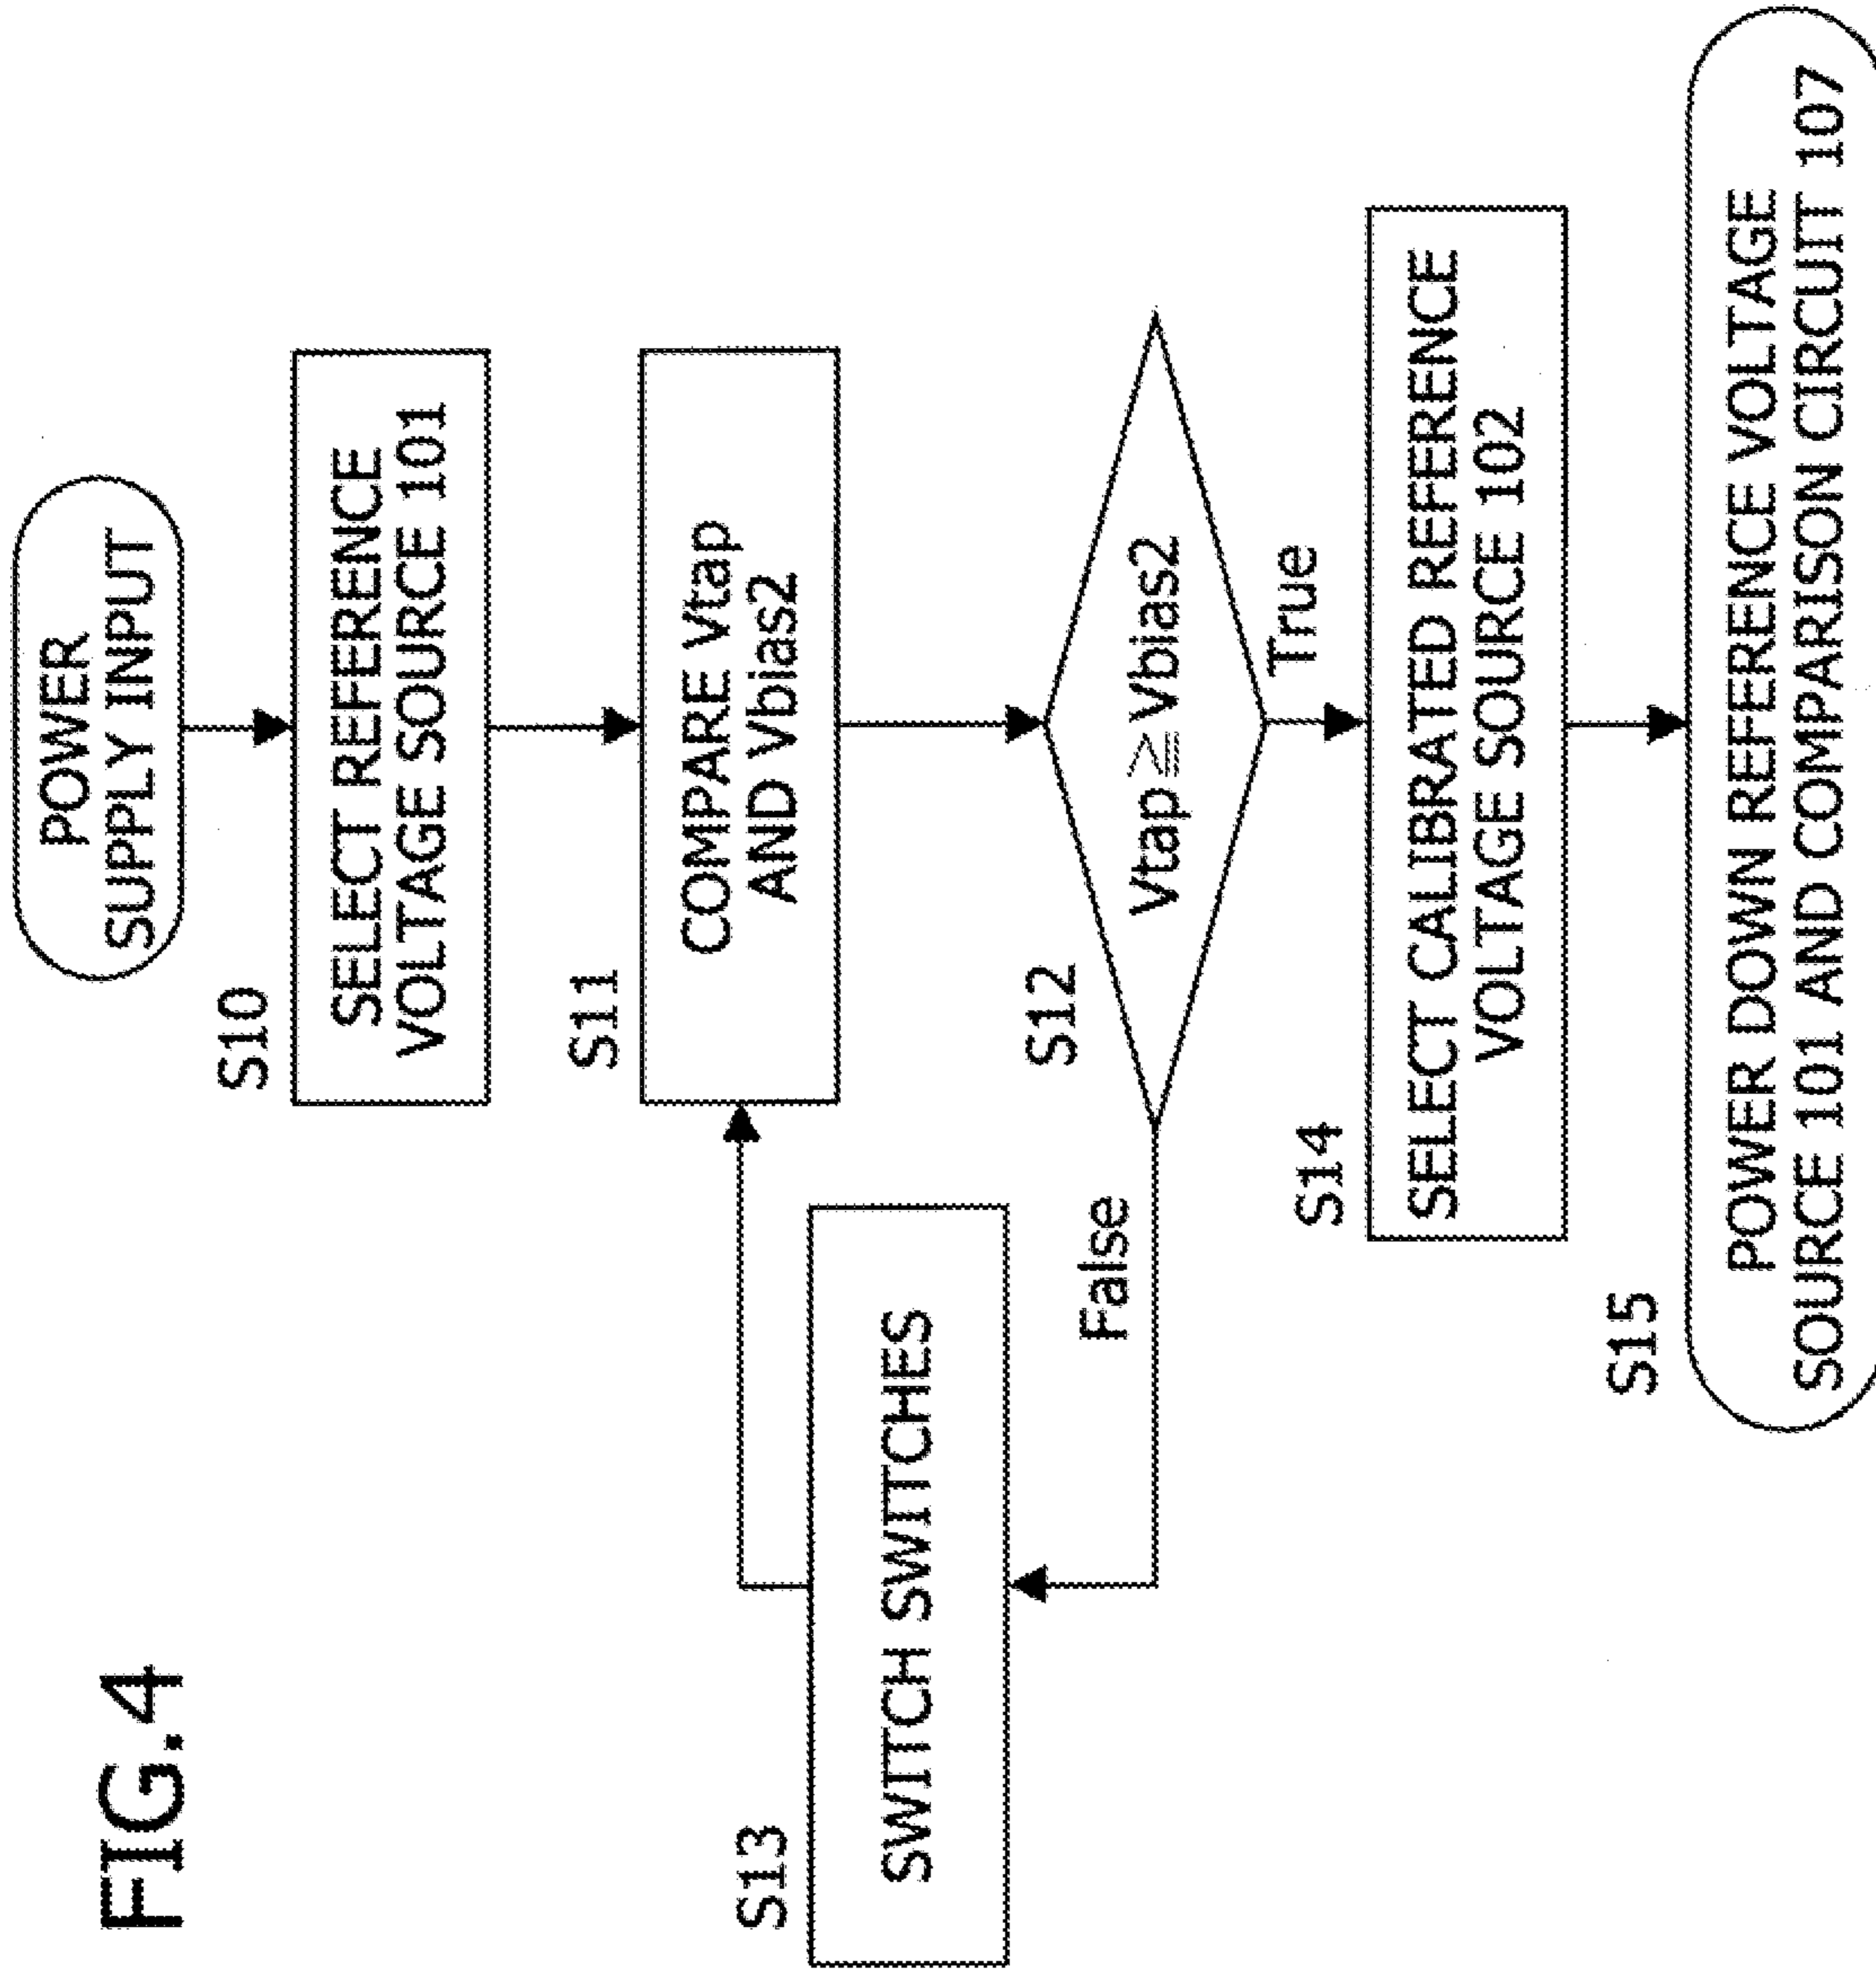 FIG.4
POWER
SUPPLY INPUT
S10
SELECT REFERENCE
VOLTAGE SOURCE 101
S11
COMPARE Vtap
AND Vbias2
S12
Vtap≧Vbias2
False
True
S13
SWITCH SWITCHES
S14
SELECT CALIBRATED REFERENCE
VOLTAGE SOURCE 102
S15
POWER DOWN REFERENCE VOLTAGE
SOURCE 101 AND COMPARISON CIRCUIT 107